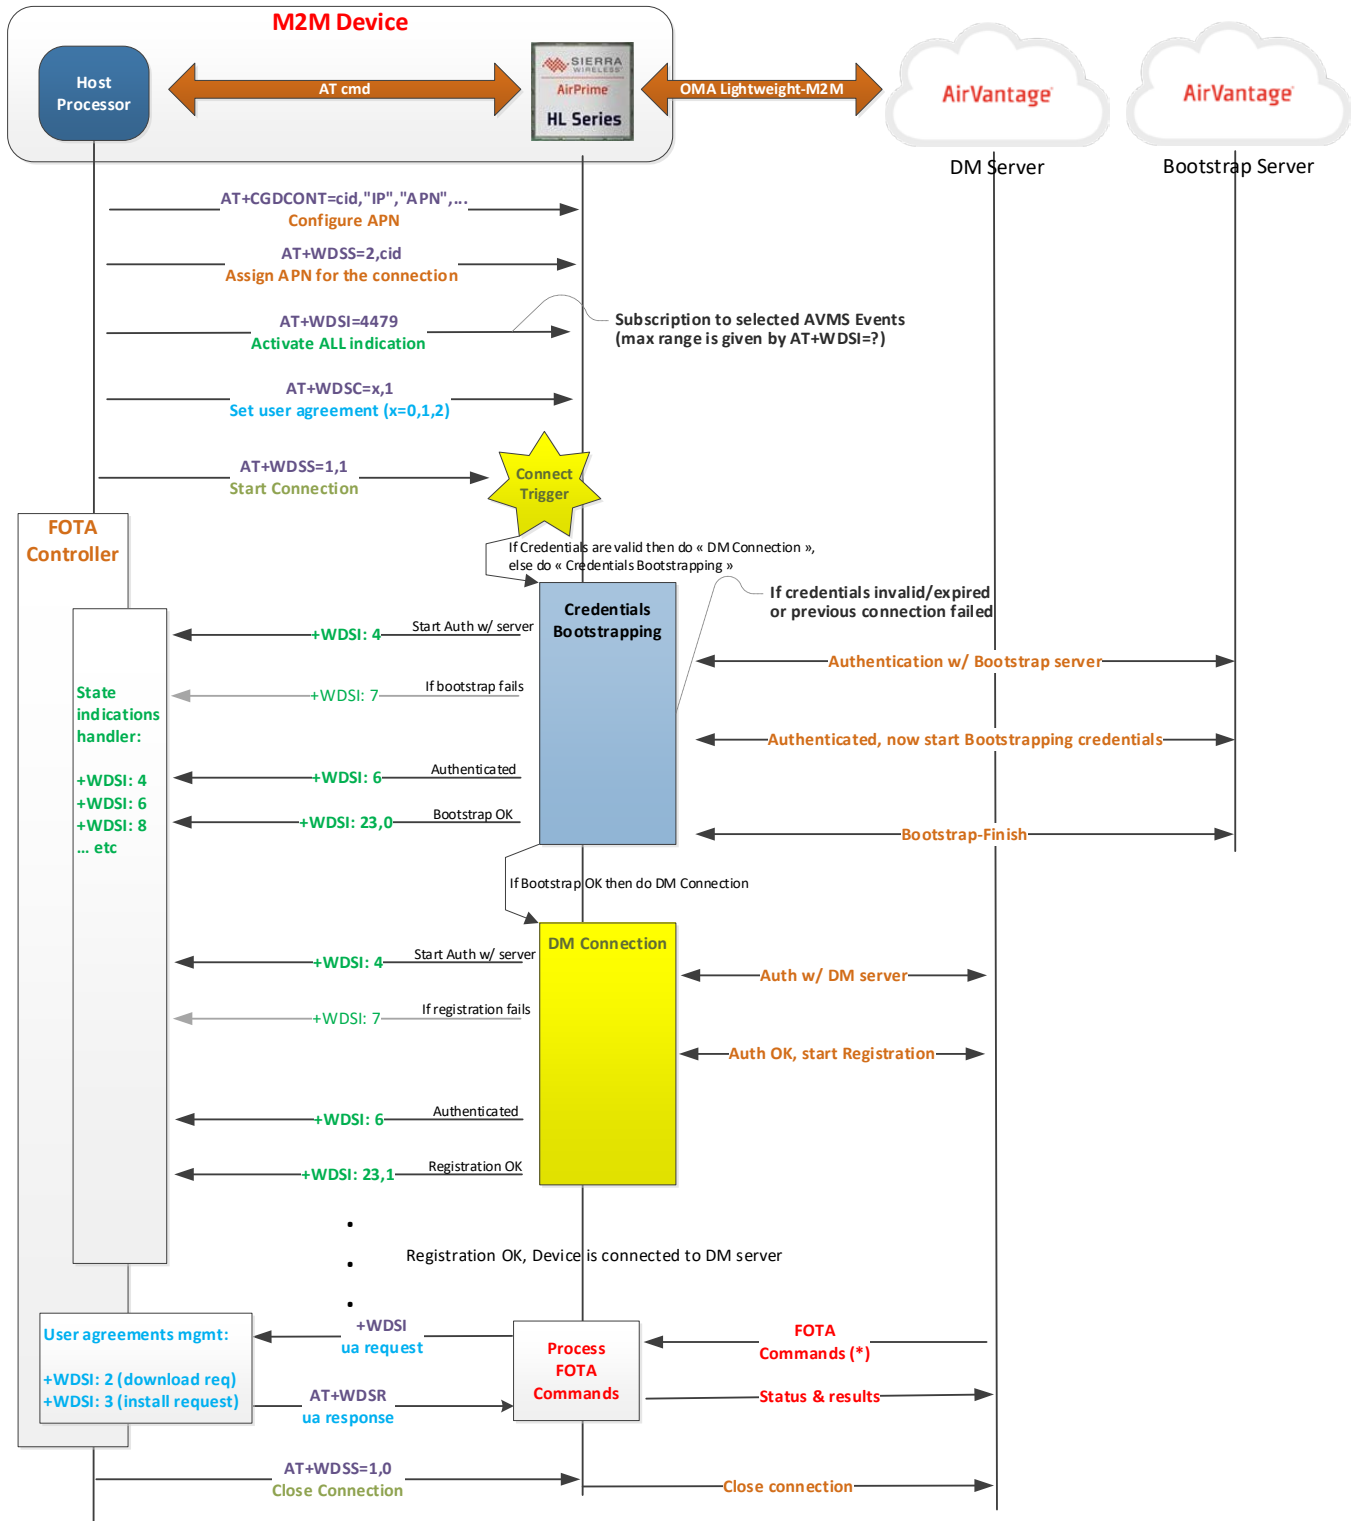 M2M Device
Host
Processor
AT cmd
SIERRA
WIRELESS
AirPrime
HL Series
OMA Lightweight-M2M
AirVantage
DM Server
AirVantage
Bootstrap Server
AT+CGDCONT=cid,"IP","APN",...
Configure APN
AT+WDSS=2,cid
Assign APN for the connection
AT+WDSI=4479
Activate ALL indication
Subscription to selected AVMS Events
(max range is given by AT+WDSI=?)
AT+WDSC=x,1
Set user agreement (x=0,1,2)
AT+WDSS=1,1
Start Connection
Connect
Trigger
FOTA
Controller
If Credentials are valid then do « DM Connection »,
else do « Credentials Bootstrapping »
If credentials invalid/expired
or previous connection failed
Credentials
Bootstrapping
Start Auth w/ server
+WDSI: 4
Authentication w/ Bootstrap server
If bootstrap fails
+WDSI: 7
State
indications
handler:
+WDSI: 4
+WDSI: 6
+WDSI: 8
... etc
Authenticated, now start Bootstrapping credentials
Authenticated
+WDSI: 6
Bootstrap OK
+WDSI: 23,0
Bootstrap-Finish
If Bootstrap OK then do DM Connection
DM Connection
Start Auth w/ server
+WDSI: 4
Auth w/ DM server
If registration fails
+WDSI: 7
Auth OK, start Registration
Authenticated
+WDSI: 6
Registration OK
+WDSI: 23,1
Registration OK, Device is connected to DM server
User agreements mgmt:
+WDSI: 2 (download req)
+WDSI: 3 (install request)
+WDSI
ua request
AT+WDSR
ua response
Process
FOTA
Commands
FOTA
Commands (*)
Status & results
AT+WDSS=1,0
Close Connection
Close connection